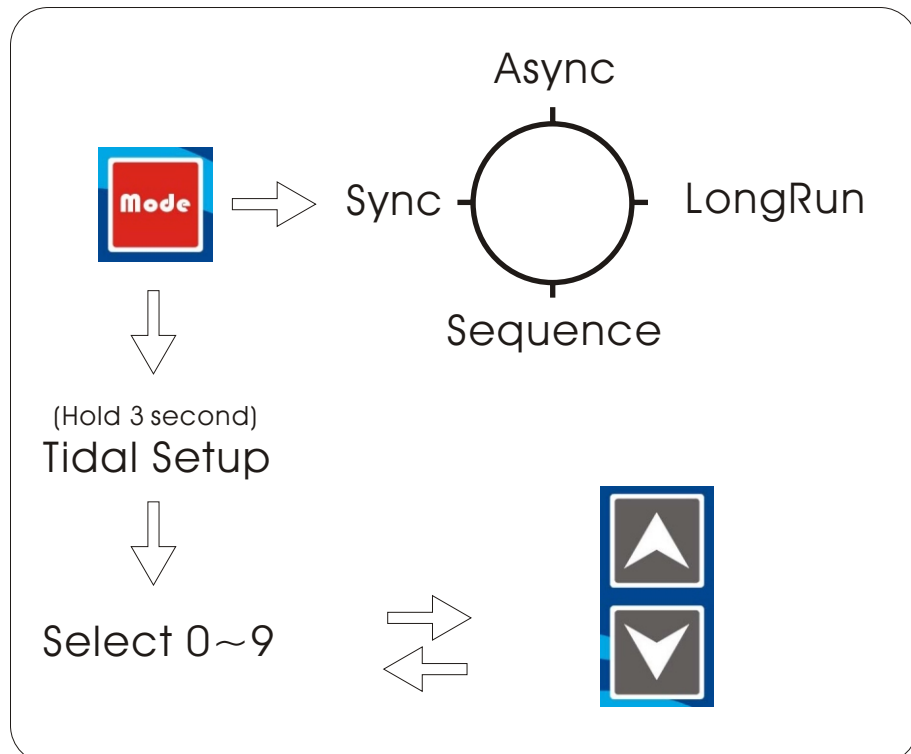 Async
Mode
Sync
LongRun
Sequence
(Hold 3 second)
Tidal Setup
Select 0~9